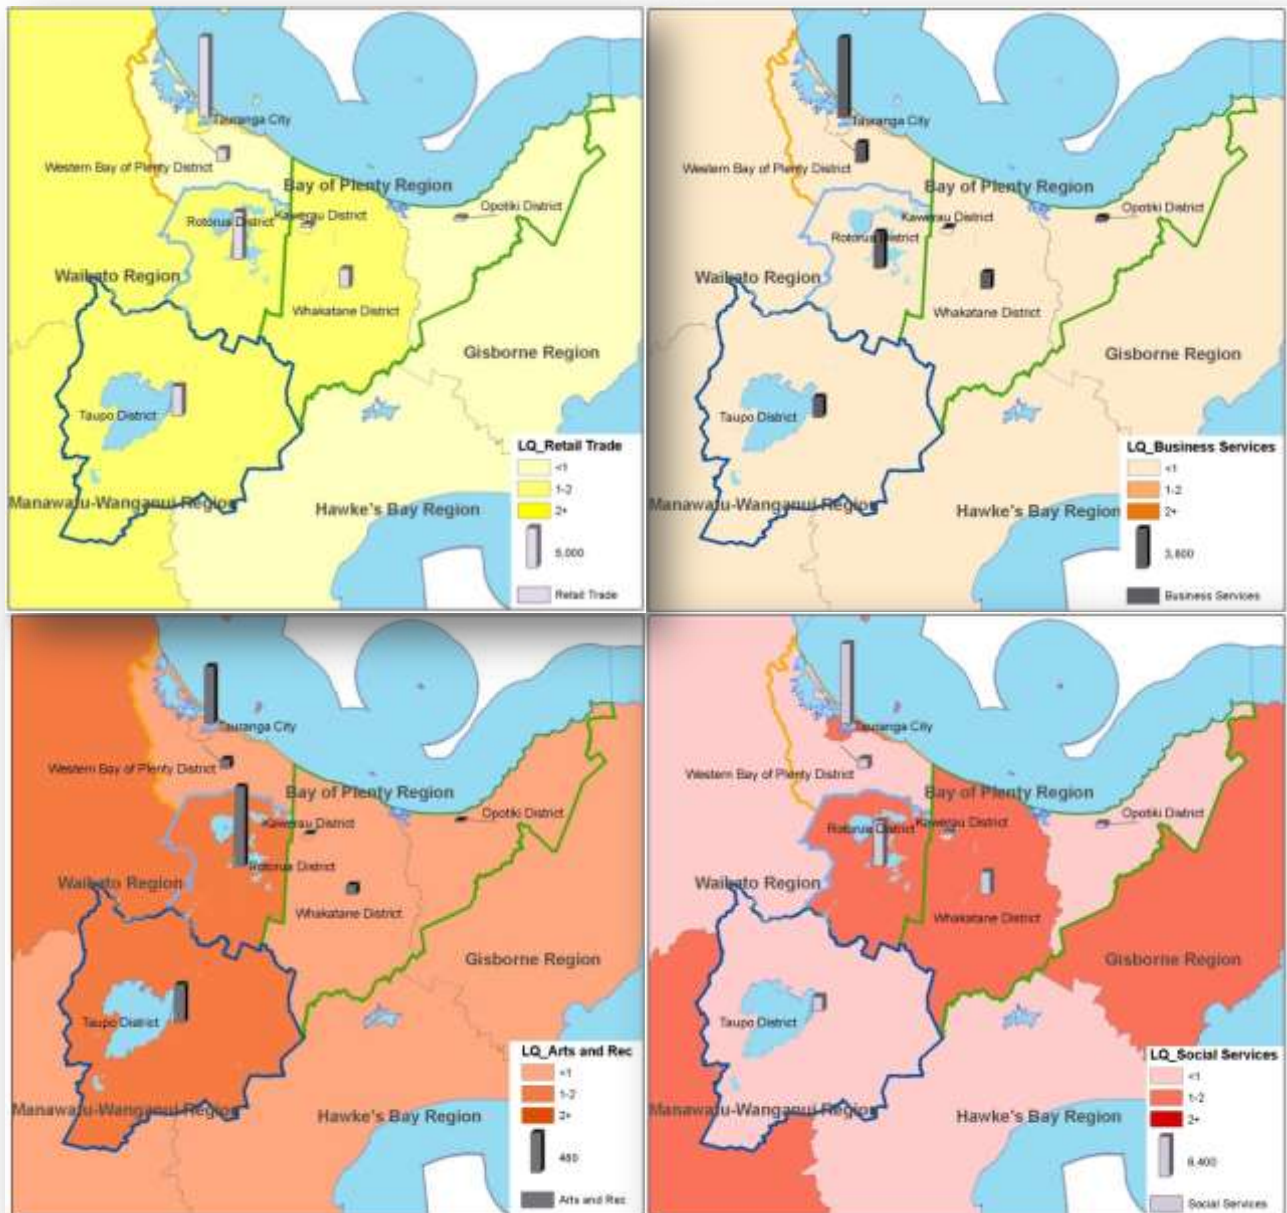 Tauranga City
Western Bay of Plenty District
Bay of Plenty Region
Opotiki District
Rotorua District
Kawerau District
Waikato Region
Whakatane District
Gisborne Region
Taupo District
Manawatu-Wanganui Region
Hawke's Bay Region
LQ_Retail Trade
<1
1-2
2+
5,000
Retail Trade
Tauranga City
Western Bay of Plenty District
Bay of Plenty Region
Opotiki District
Kawerau District
Rotorua District
Waikato Region
Whakatane District
Gisborne Region
Taupo District
Manawatu-Wanganui Region
Hawke's Bay Region
LQ_Business Services
<1
1-2
2+
3,800
Business Services
Tauranga City
Western Bay of Plenty District
Bay of Plenty Region
Opotiki District
Kawerau District
Rotorua District
Waikato Region
Whakatane District
Gisborne Region
Taupo District
Manawatu-Wanganui Region
Hawke's Bay Region
LQ_Arts and Rec
<1
1-2
2+
460
Arts and Rec
Tauranga City
Western Bay of Plenty District
Bay of Plenty Region
Opotiki District
Rotorua District
Kawerau District
Waikato Region
Whakatane District
Gisborne Region
Taupo District
Manawatu-Wanganui Region
Hawke's Bay Region
LQ_Social Services
<1
1-2
2+
6,400
Social Services